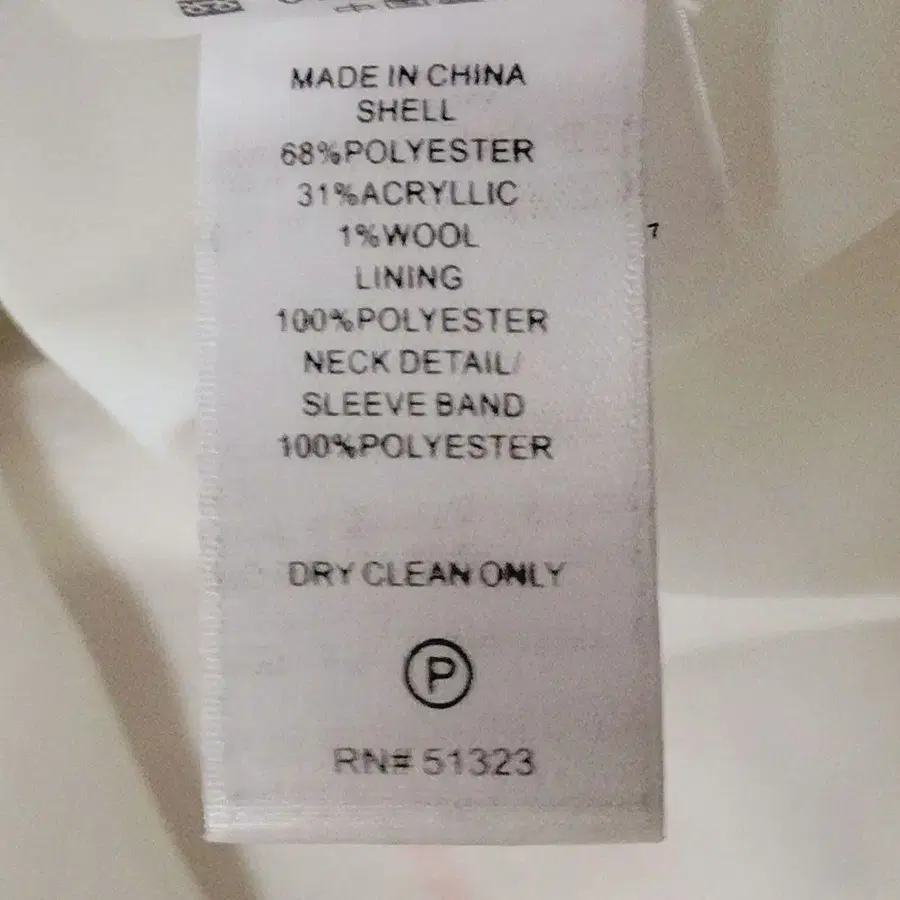 MADE IN CHINA
SHELL
68%POLYESTER
31%ACRYLLIC
1%WOOL
7
LINING
100%POLYESTER
NECK DETAIL/
SLEEVE BAND
100%POLYESTER
DRY CLEAN ONLY
P
RN# 51323